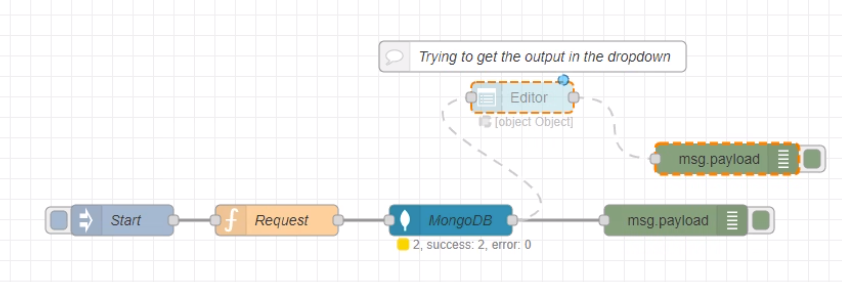 Trying to get the output in the dropdown
Editor
[object Object]
msg.payload
Start
Request
MongoDB
msg.payload
2, success: 2, error: 0